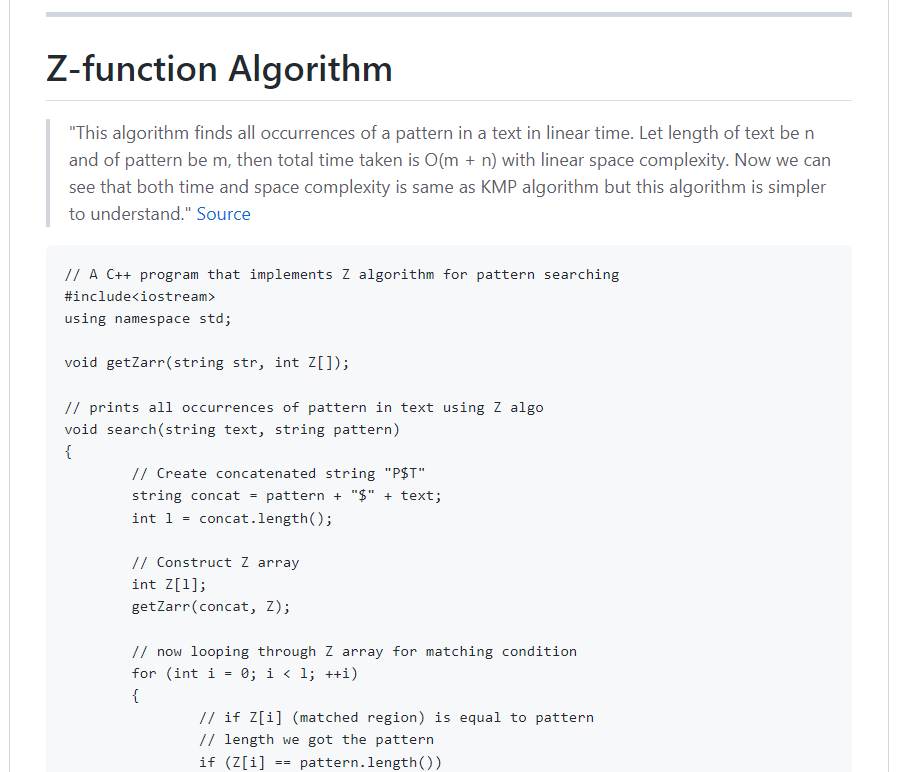 Z-function Algorithm
"This algorithm finds all occurrences of a pattern in a text in linear time. Let length of text be n
and of pattern be m, then total time taken is O(m + n) with linear space complexity. Now we can
see that both time and space complexity is same as KMP algorithm but this algorithm is simpler
to understand." Source
// A C++ program that implements Z algorithm for pattern searching
#include<iostream>
using namespace std;
void getZarr(string str, int Z[]);
// prints all occurrences of pattern in text using Z algo
void search(string text, string pattern)
{
// Create concatenated string "P$T"
string concat = pattern + "$" + text;
int l = concat.length();
// Construct Z array
int Z[l];
getZarr(concat, Z);
// now looping through Z array for matching condition
for (int i = 0; i < l; ++i)
{
// if Z[i] (matched region) is equal to pattern
// length we got the pattern
if (Z[i] == pattern.length())